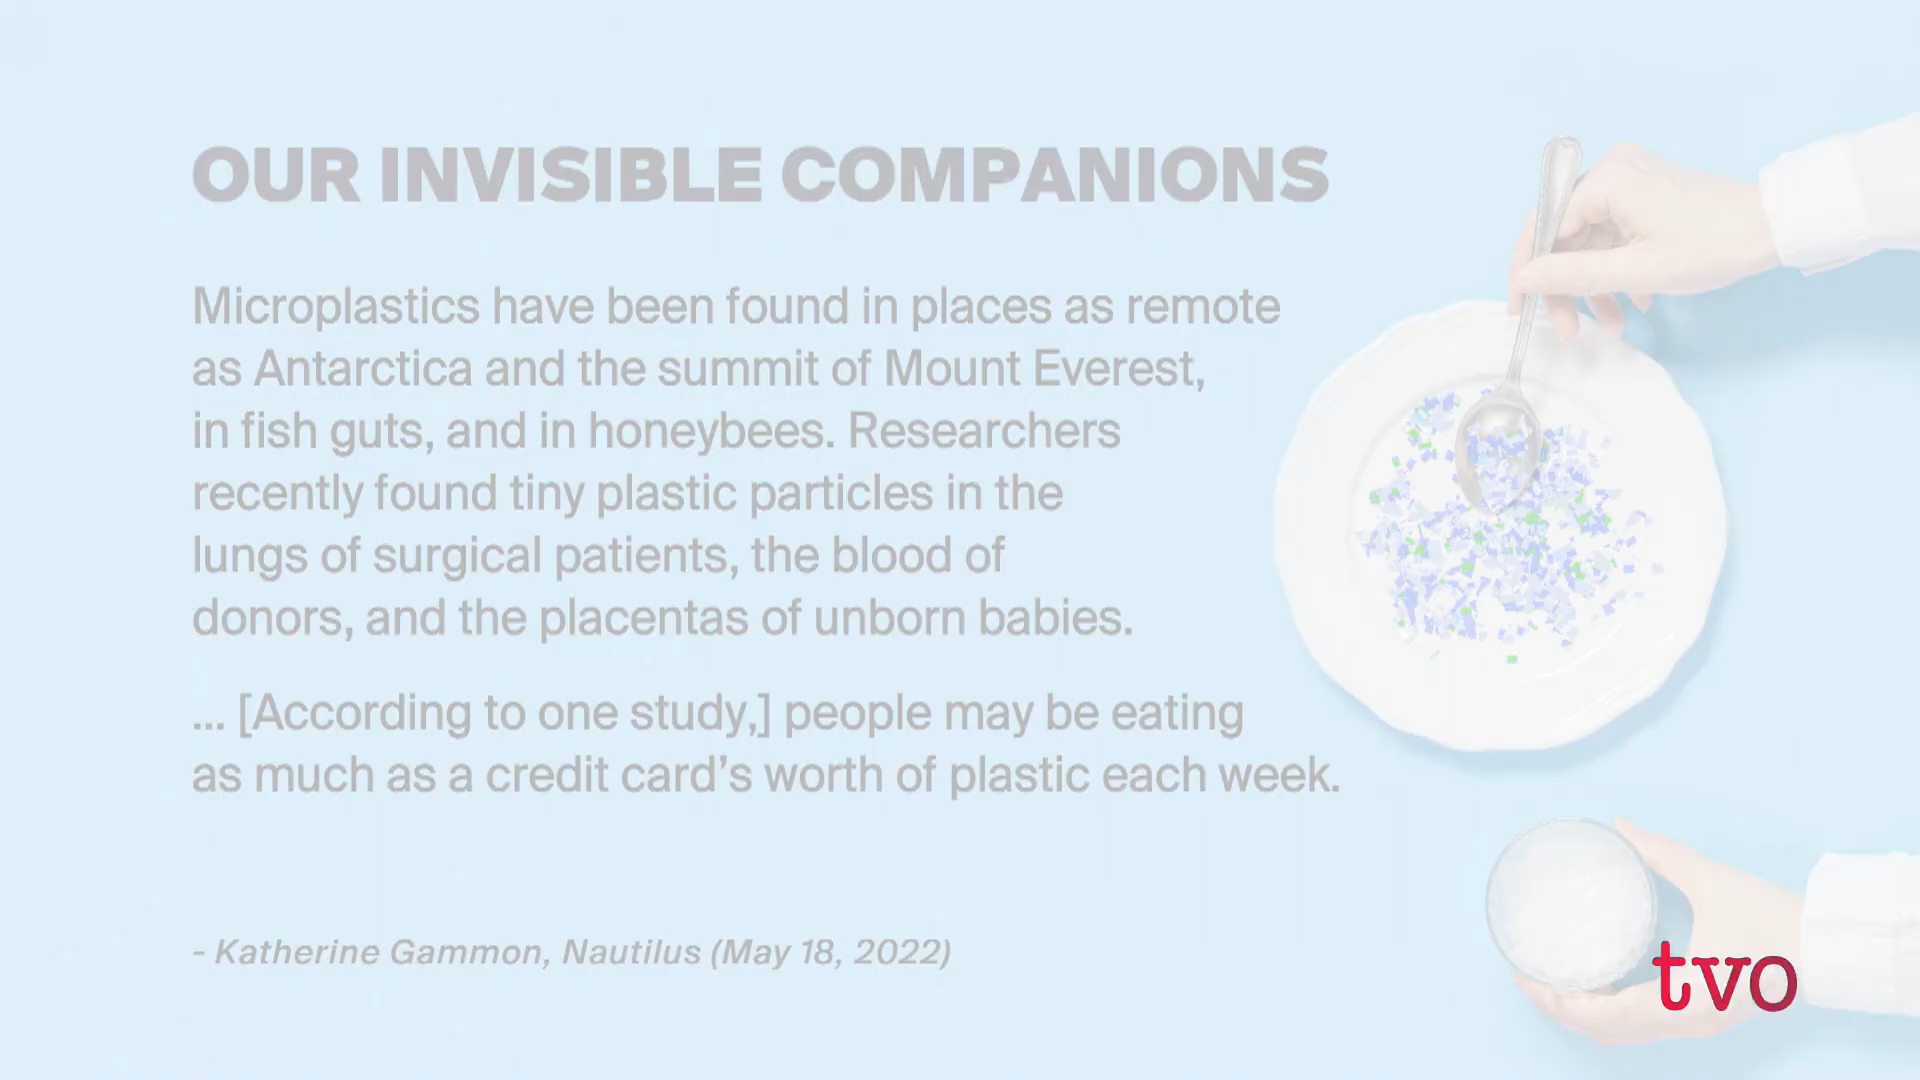 OUR INVISIBLE COMPANIONS
Microplastics have been found in places as remote
as Antarctica and the summit of Mount Everest,
in fish guts, and in honeybees. Researchers
recently found tiny plastic particles in the
lungs of surgical patients, the blood of
donors, and the placentas of unborn babies.
... [According to one study,] people may be eating
as much as a credit card’s worth of plastic each week.
- Katherine Gammon, Nautilus (May 18, 2022)
tvo